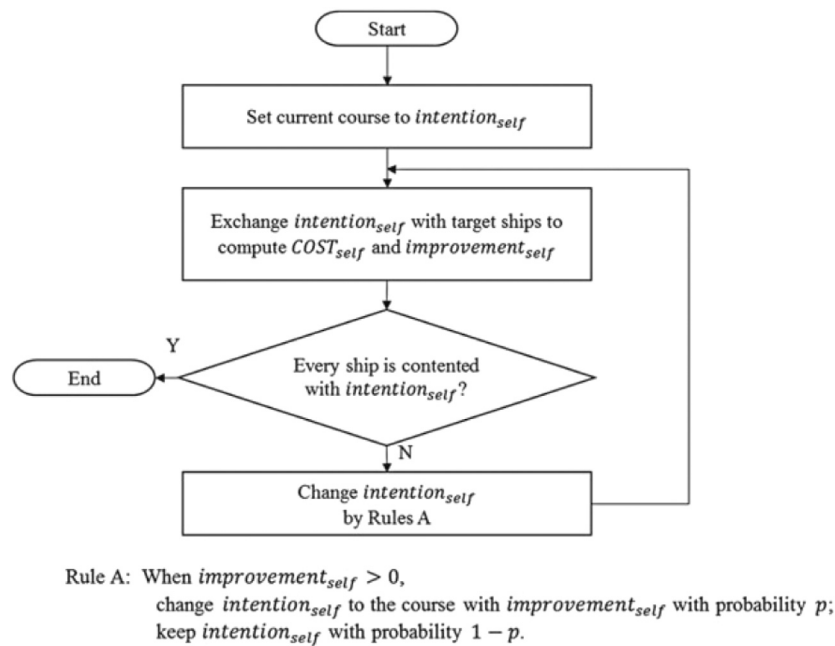 Start
Set current course to intention_self
Exchange intention_self with target ships to
compute COST_self and improvement_self
Y
Every ship is contented
with intention_self?
End
N
Change intention_self
by Rules A
Rule A: When improvement_self > 0,
change intention_self to the course with improvement_self with probability p;
keep intention_self with probability 1 − p.